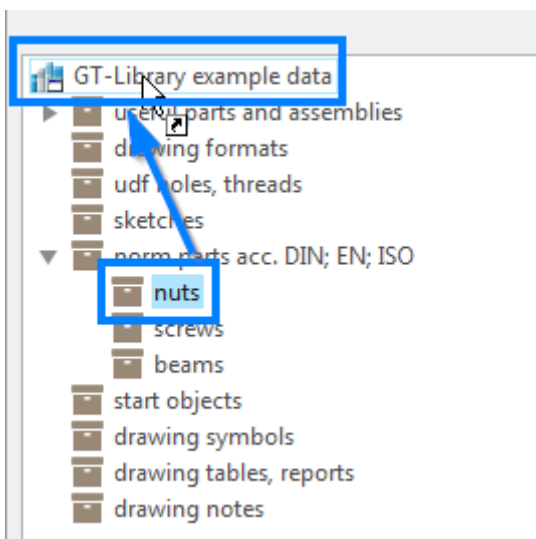 GT-Library example data
useful parts and assemblies
drawing formats
udf holes, threads
sketches
norm parts acc. DIN; EN; ISO
nuts
screws
beams
start objects
drawing symbols
drawing tables, reports
drawing notes